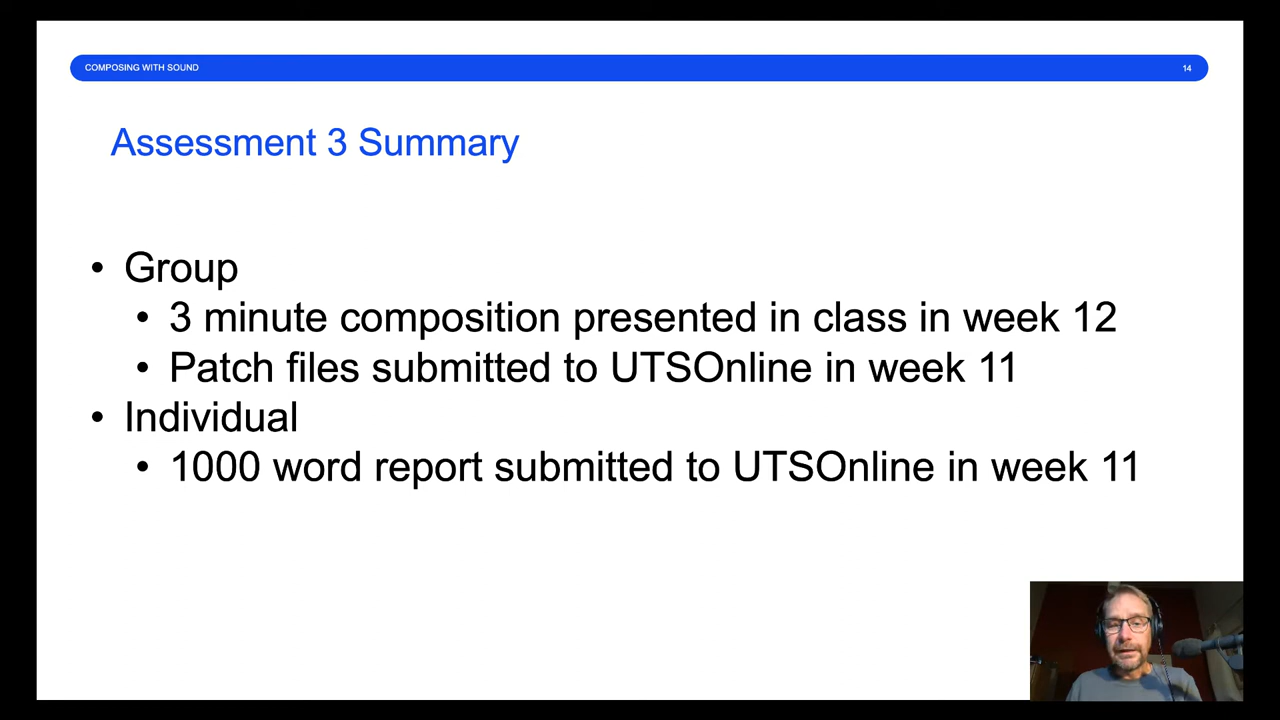 COMPOSING WITH SOUND
14
Assessment 3 Summary
• Group
• 3 minute composition presented in class in week 12
• Patch files submitted to UTSOnline in week 11
• Individual
• 1000 word report submitted to UTSOnline in week 11